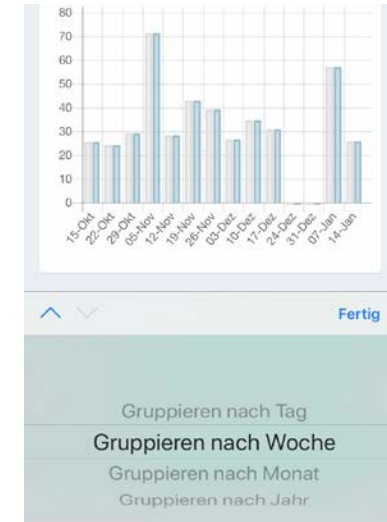 80
70
60
50
40
30
20
10
0
15-Okt 22-Okt 29-Okt 05-Nov 12-Nov 19-Nov 26-Nov 03-Dez 10-Dez 17-Dez 24-Dez 31-Dez 07-Jan 14-Jan
Fertig
Gruppieren nach Tag
Gruppieren nach Woche
Gruppieren nach Monat
Gruppieren nach Jahr